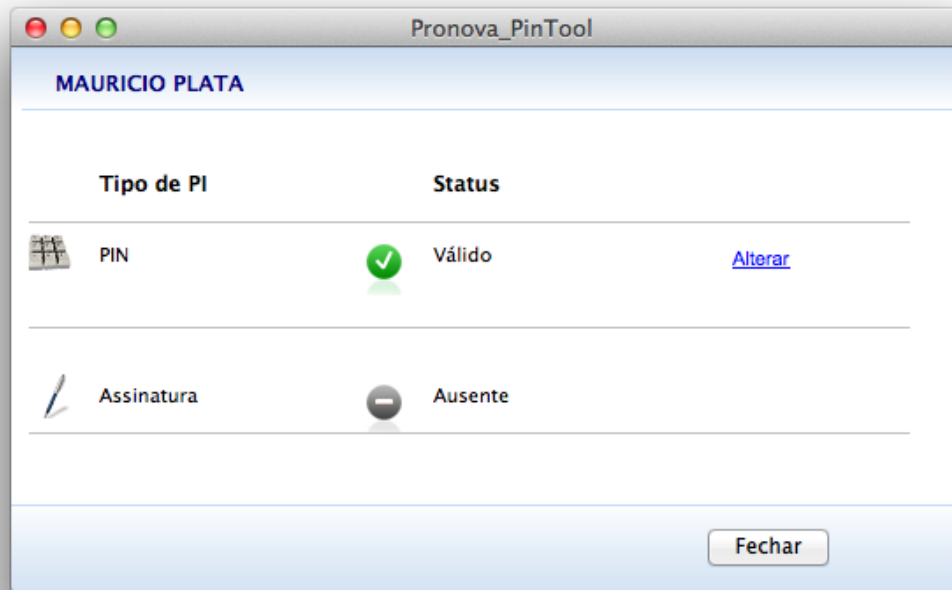 Pronova_PinTool
MAURICIO PLATA
Tipo de PI Status
PIN Válido Alterar
Assinatura Ausente
Fechar